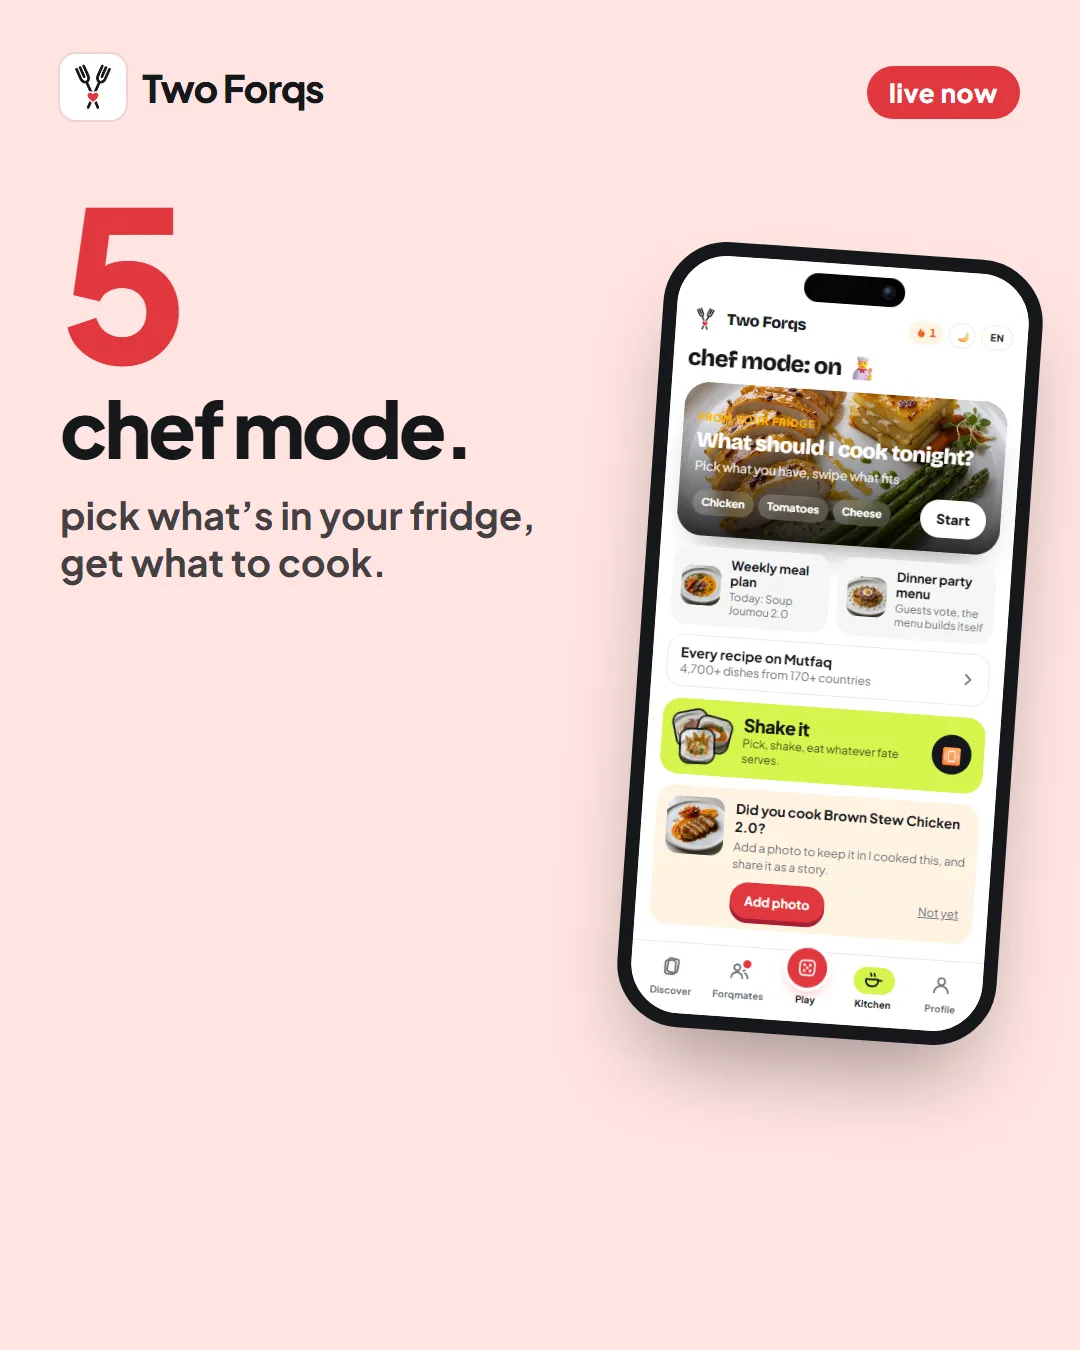 Two Forqs
live now
5
chef mode.
pick what’s in your fridge,
get what to cook.
Two Forqs
1
EN
chef mode: on
FROM YOUR FRIDGE
What should I cook tonight?
Pick what you have, swipe what fits
Chicken
Tomatoes
Cheese
Start
Weekly meal
plan
Today: Soup
Joumou 2.0
Dinner party
menu
Guests vote, the
menu builds itself
Every recipe on Mutfaq
4,700+ dishes from 170+ countries
Shake it
Pick, shake, eat whatever fate
serves.
Did you cook Brown Stew Chicken
2.0?
Add a photo to keep it in I cooked this, and
share it as a story.
Add photo
Not yet
Discover
Forqmates
Play
Kitchen
Profile